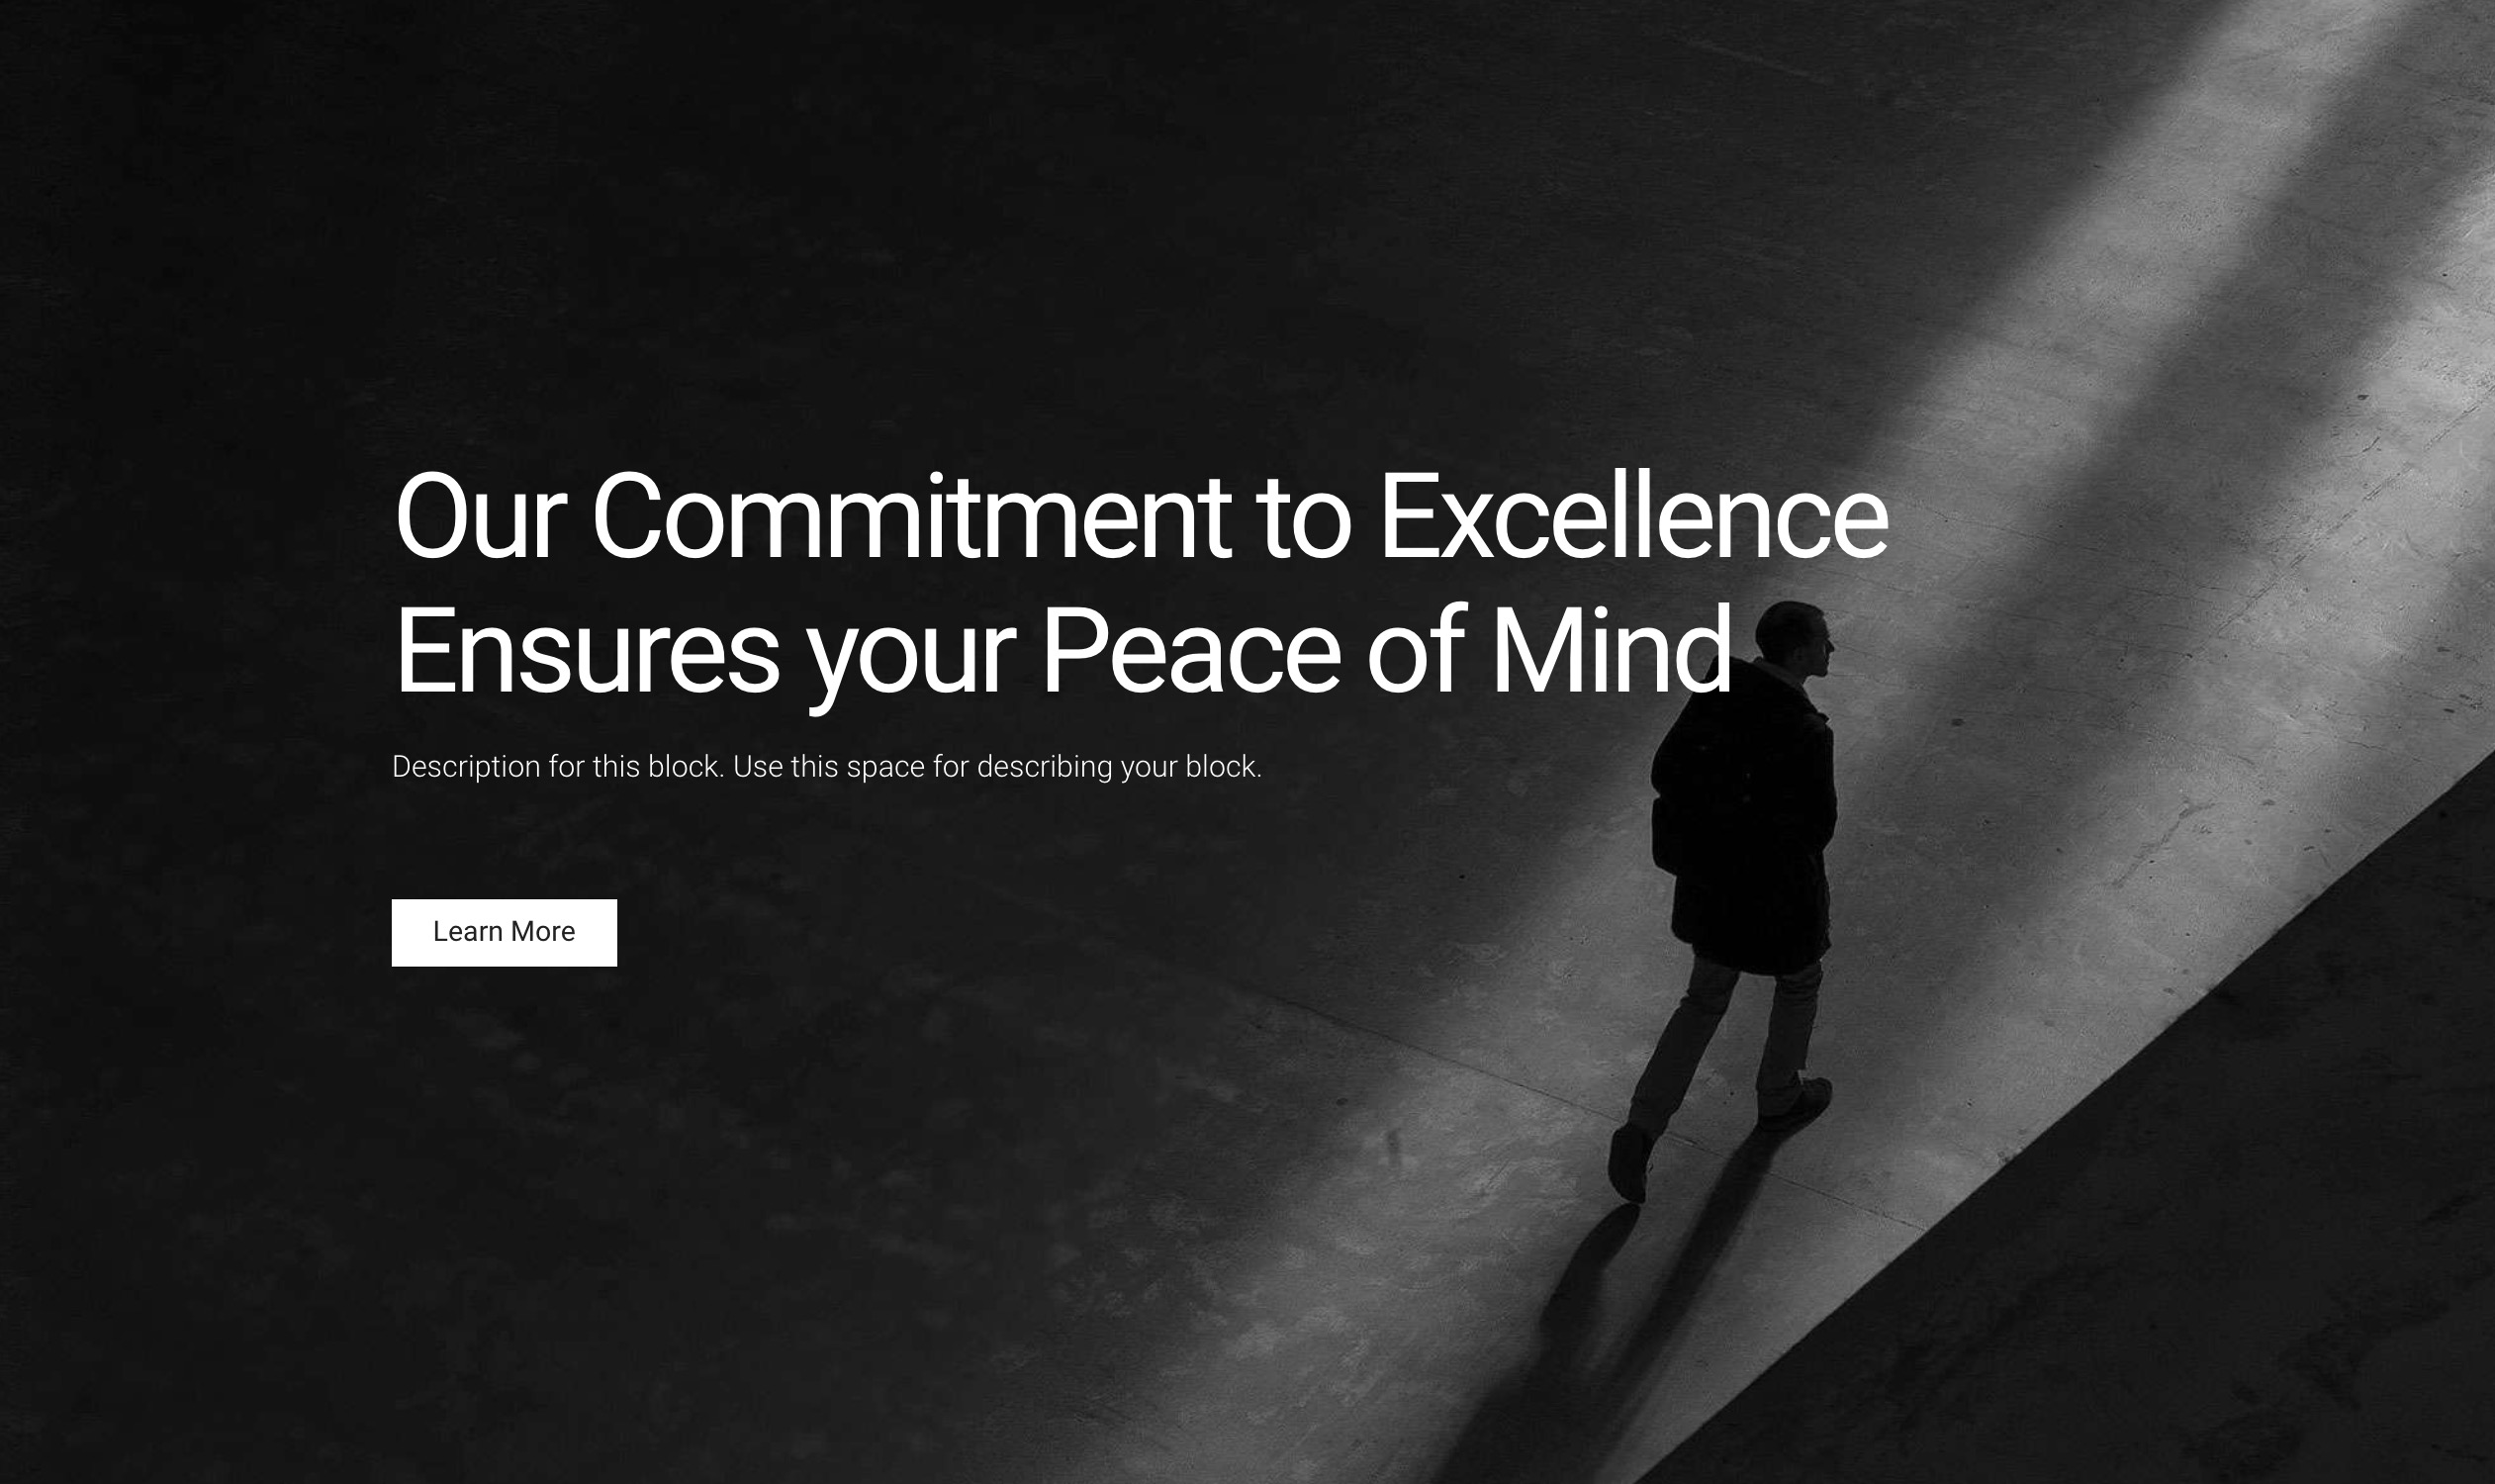 Our Commitment to Excellence
Ensures your Peace of Mind
Description for this block. Use this space for describing your block.
Learn More